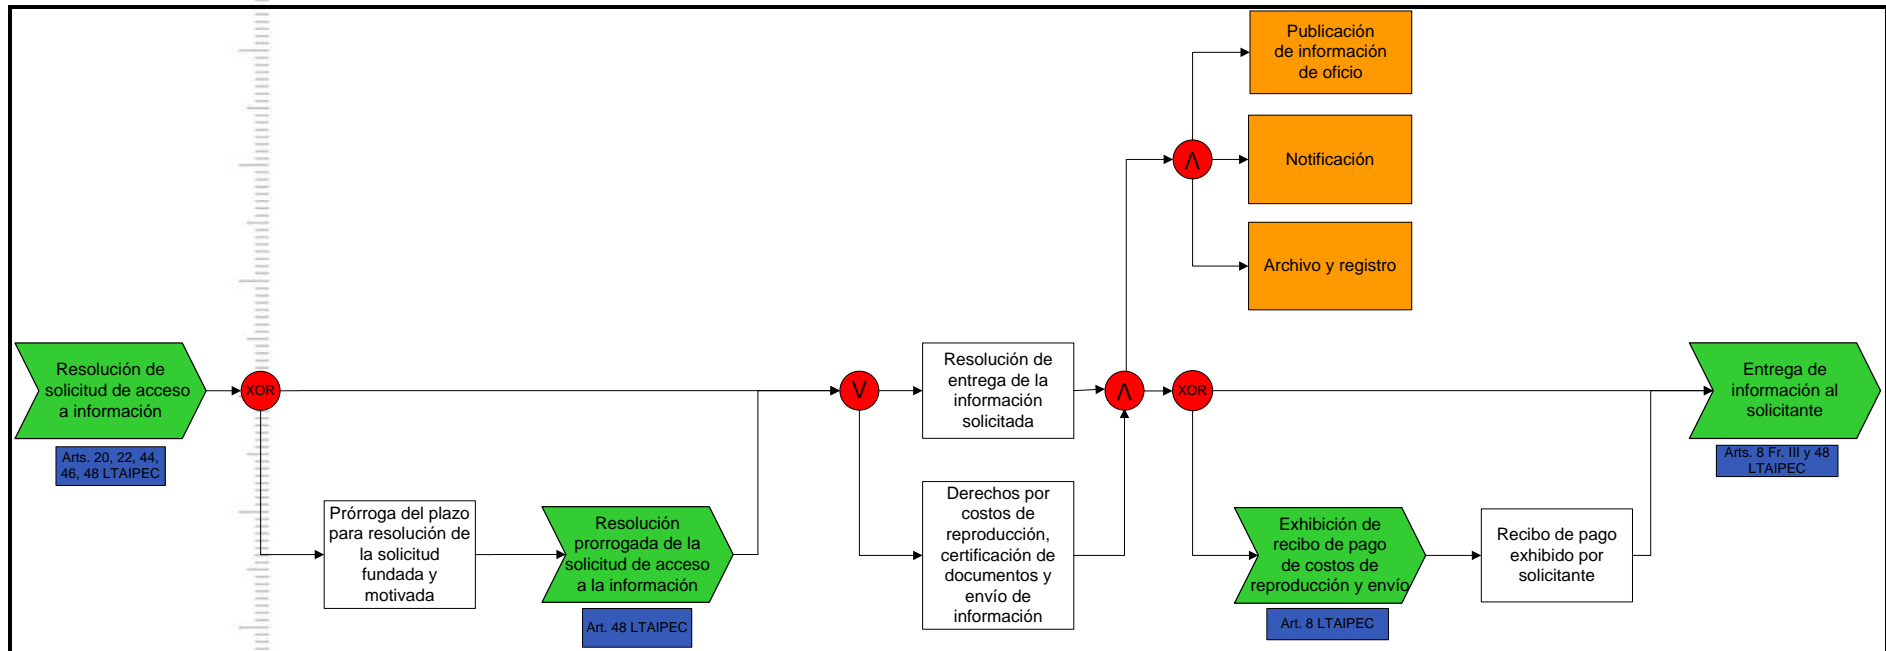 Publicación
de información
de oficio
Λ
Notificación
Archivo y registro
Resolución de
solicitud de acceso
a información
XOR
Arts. 20, 22, 44,
46, 48 LTAIPEC
Prórroga del plazo
para resolución de
la solicitud
fundada y
motivada
Resolución
prorrogada de la
solicitud de acceso
a la información
Art. 48 LTAIPEC
V
Resolución de
entrega de la
información
solicitada
Derechos por
costos de
reproducción,
certificación de
documentos y
envío de
información
Λ
XOR
Exhibición de
recibo de pago
de costos de
reproducción y envío
Art. 8 LTAIPEC
Recibo de pago
exhibido por
solicitante
Entrega de
información al
solicitante
Arts. 8 Fr. III y 48
LTAIPEC